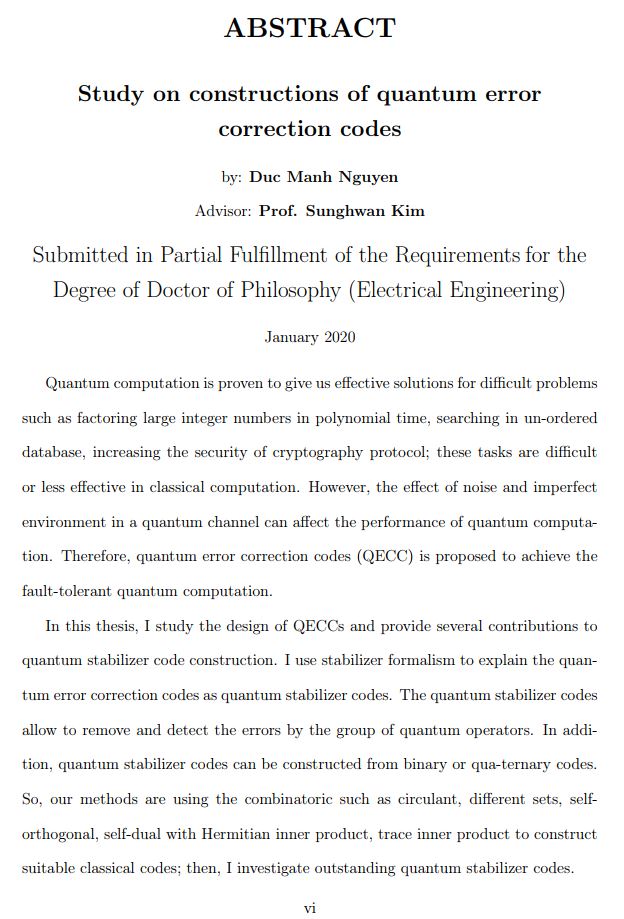 ABSTRACT
Study on constructions of quantum error
correction codes
by: Duc Manh Nguyen
Advisor: Prof. Sunghwan Kim
Submitted in Partial Fulfillment of the Requirements for the
Degree of Doctor of Philosophy (Electrical Engineering)
January 2020
Quantum computation is proven to give us effective solutions for difficult problems
such as factoring large integer numbers in polynomial time, searching in un-ordered
database, increasing the security of cryptography protocol; these tasks are difficult
or less effective in classical computation. However, the effect of noise and imperfect
environment in a quantum channel can affect the performance of quantum computa-
tion. Therefore, quantum error correction codes (QECC) is proposed to achieve the
fault-tolerant quantum computation.
In this thesis, I study the design of QECCs and provide several contributions to
quantum stabilizer code construction. I use stabilizer formalism to explain the quan-
tum error correction codes as quantum stabilizer codes. The quantum stabilizer codes
allow to remove and detect the errors by the group of quantum operators. In addi-
tion, quantum stabilizer codes can be constructed from binary or qua-ternary codes.
So, our methods are using the combinatoric such as circulant, different sets, self-
orthogonal, self-dual with Hermitian inner product, trace inner product to construct
suitable classical codes; then, I investigate outstanding quantum stabilizer codes.
vi